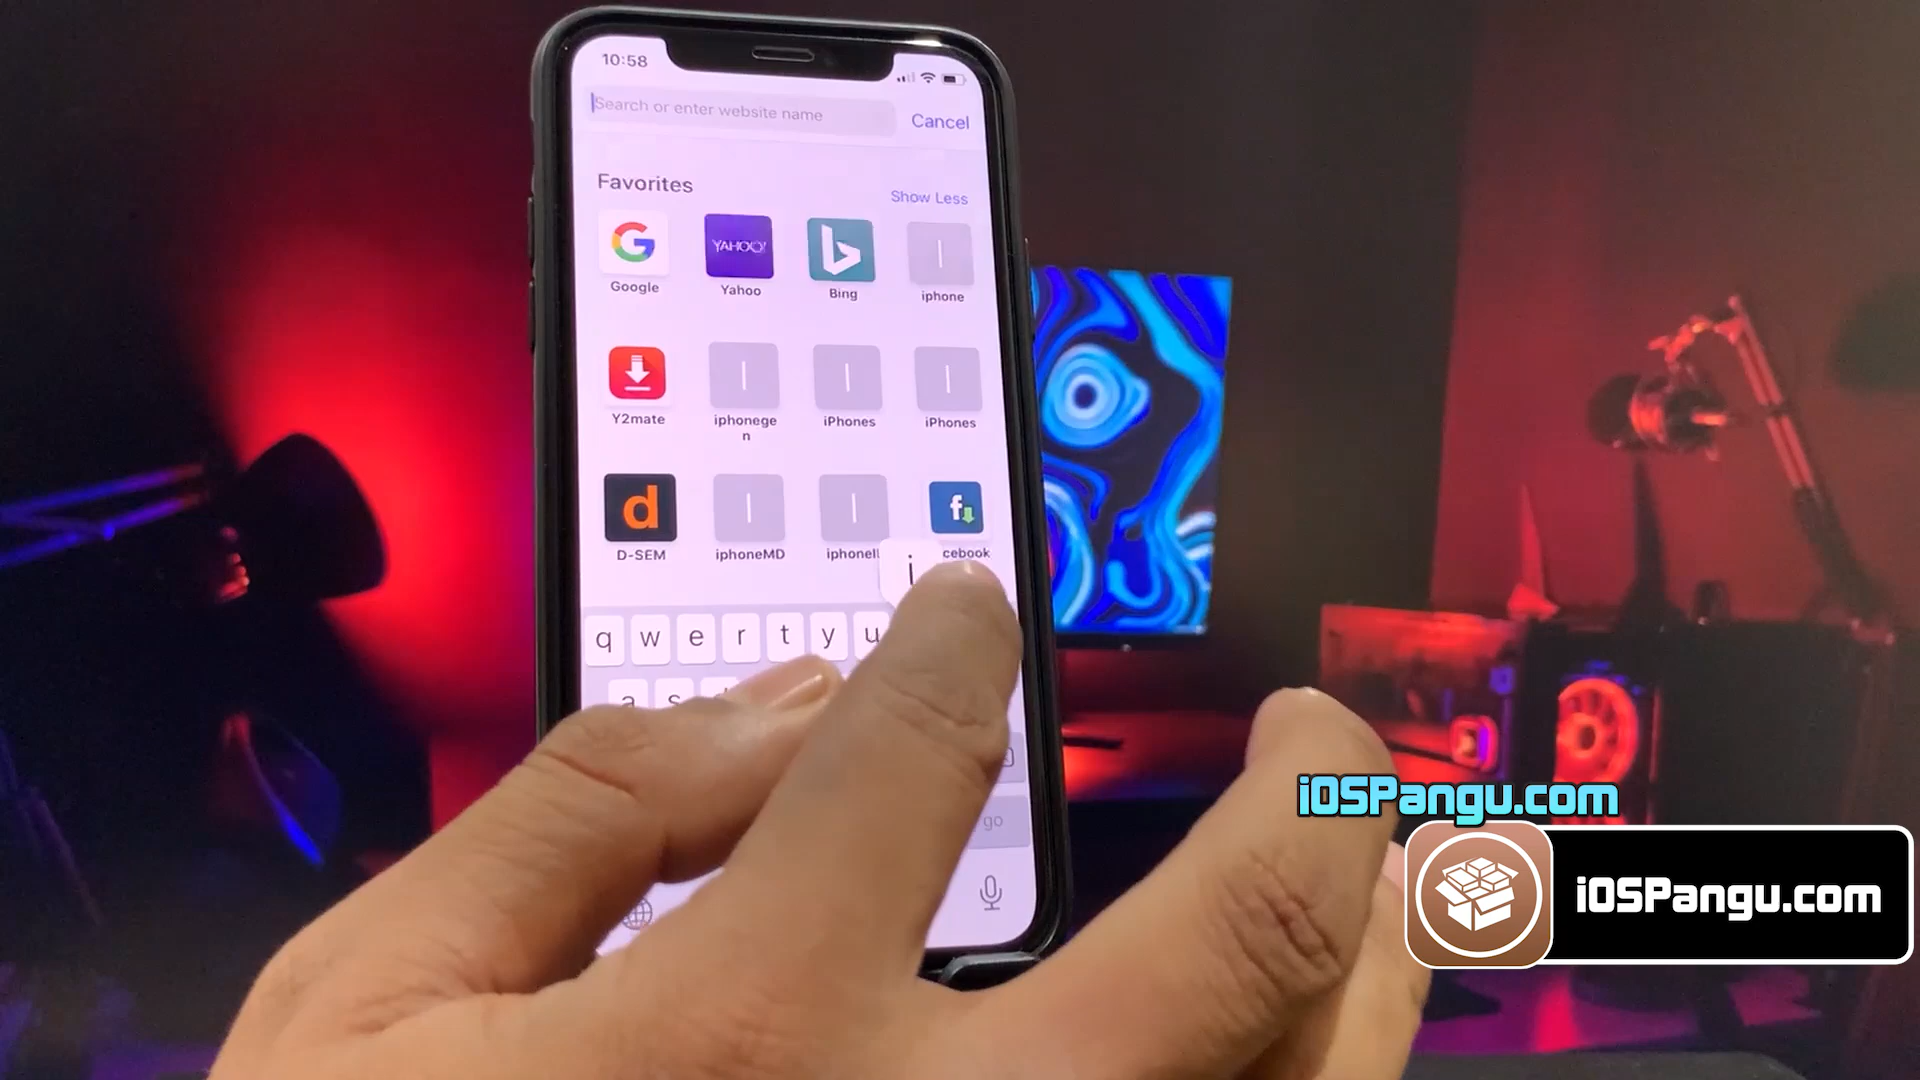 10:58
Search or enter website name
Cancel
Favorites
Show Less
YAHOO!
Google
Yahoo
Bing
iphone
Y2mate
iphonege
n
iPhones
iPhones
d
D-SEM
iphoneMD
cebook
i
q w e r t y u
a s
go
iOSPangu.com
iOSPangu.com